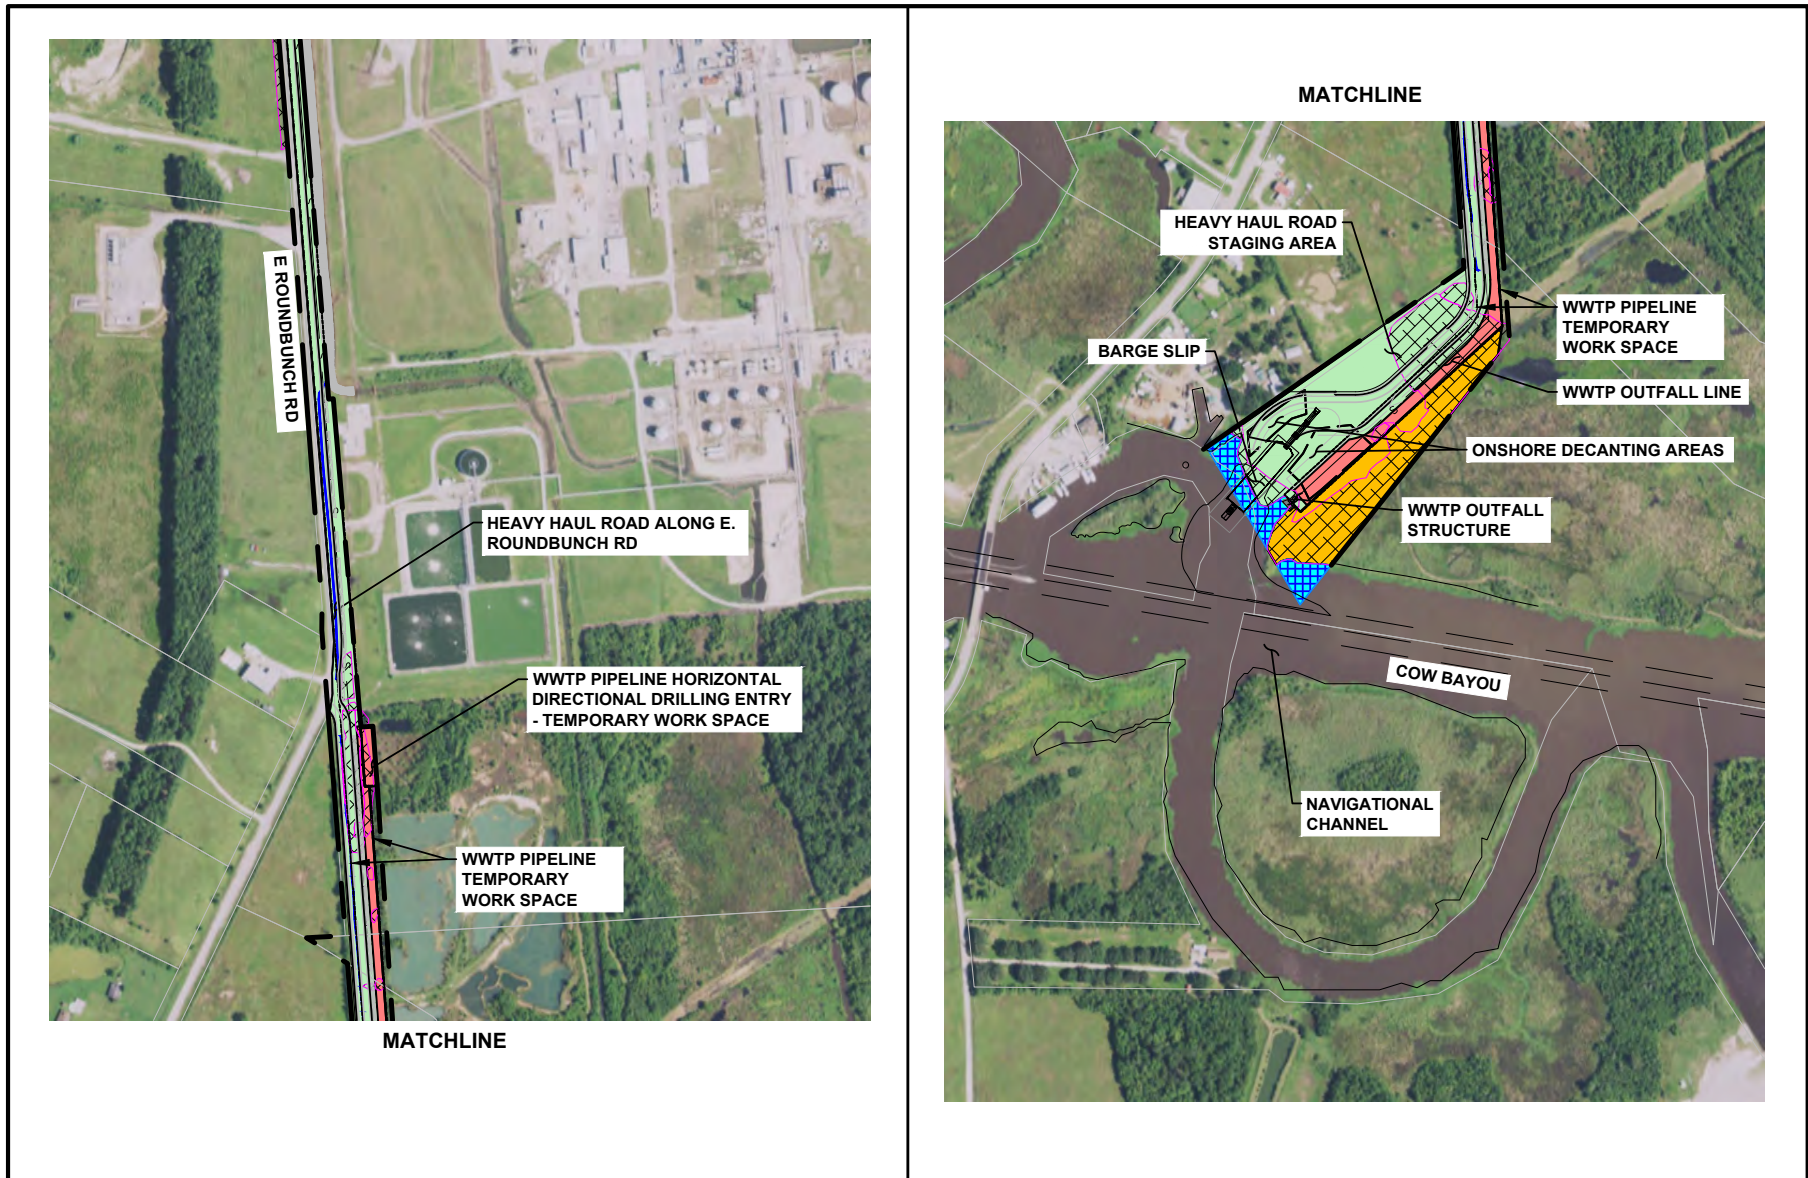 E ROUNDBUNCH RD
HEAVY HAUL ROAD ALONG E.
ROUNDBUNCH RD
WWTP PIPELINE HORIZONTAL
DIRECTIONAL DRILLING ENTRY
- TEMPORARY WORK SPACE
WWTP PIPELINE
TEMPORARY
WORK SPACE
MATCHLINE
MATCHLINE
HEAVY HAUL ROAD
STAGING AREA
WWTP PIPELINE
TEMPORARY
WORK SPACE
BARGE SLIP
WWTP OUTFALL LINE
ONSHORE DECANTING AREAS
WWTP OUTFALL
STRUCTURE
COW BAYOU
NAVIGATIONAL
CHANNEL